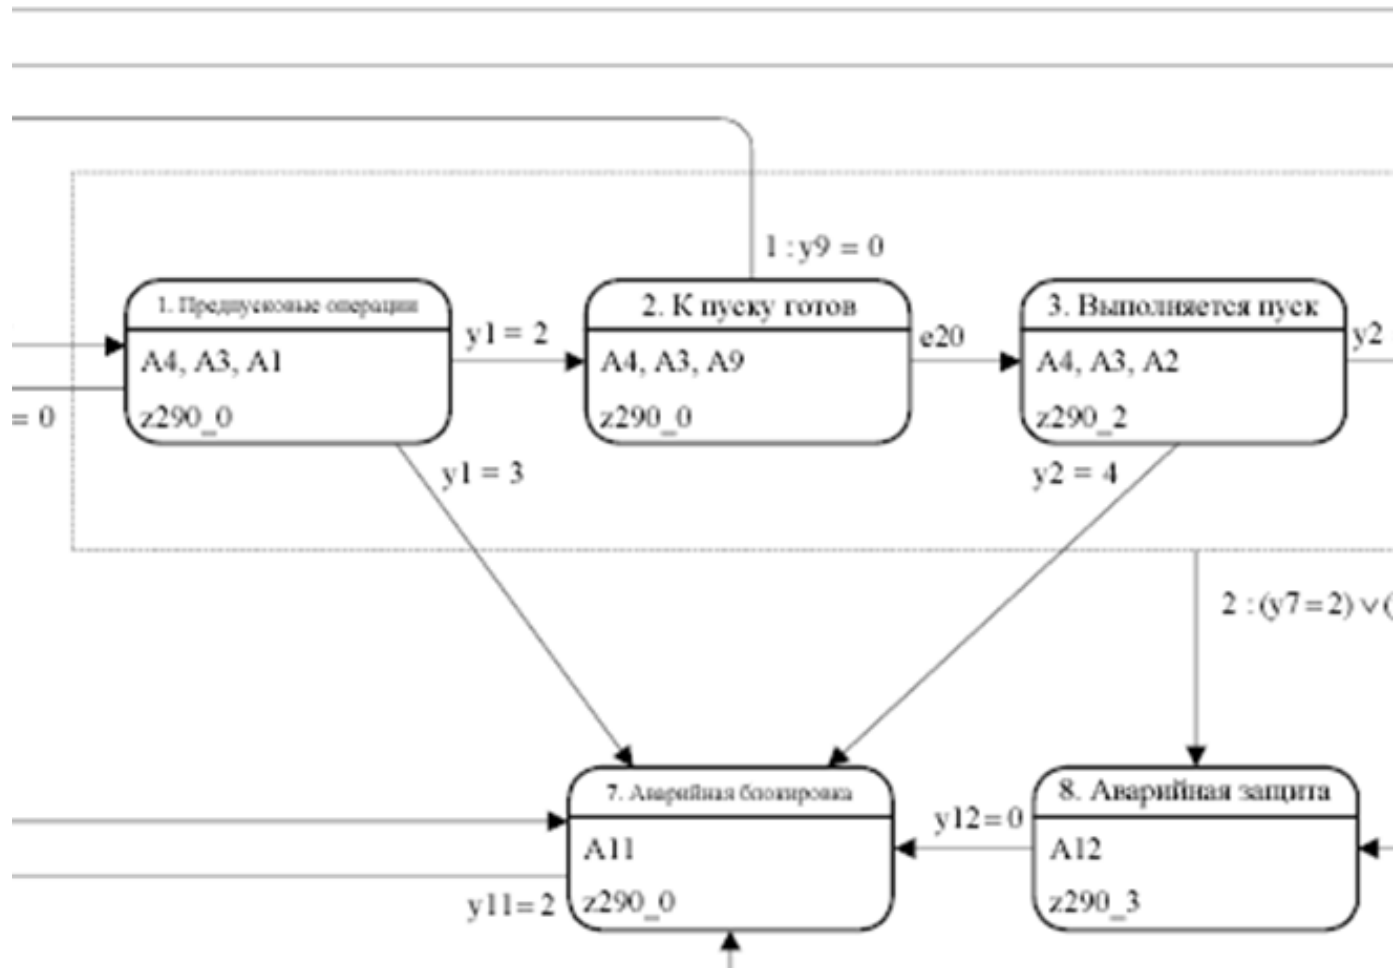 1 : y9 = 0
1. Предпусковые операции
2. К пуску готов
3. Выполняется пуск
y1 = 2
e20
y2
A4, A3, A1
A4, A3, A9
A4, A3, A2
= 0
z290_0
z290_0
z290_2
y1 = 3
y2 = 4
2 : (y7=2) ∨ (
7. Аварийная блокировка
8. Аварийная защита
y12=0
A11
A12
y11=2
z290_0
z290_3